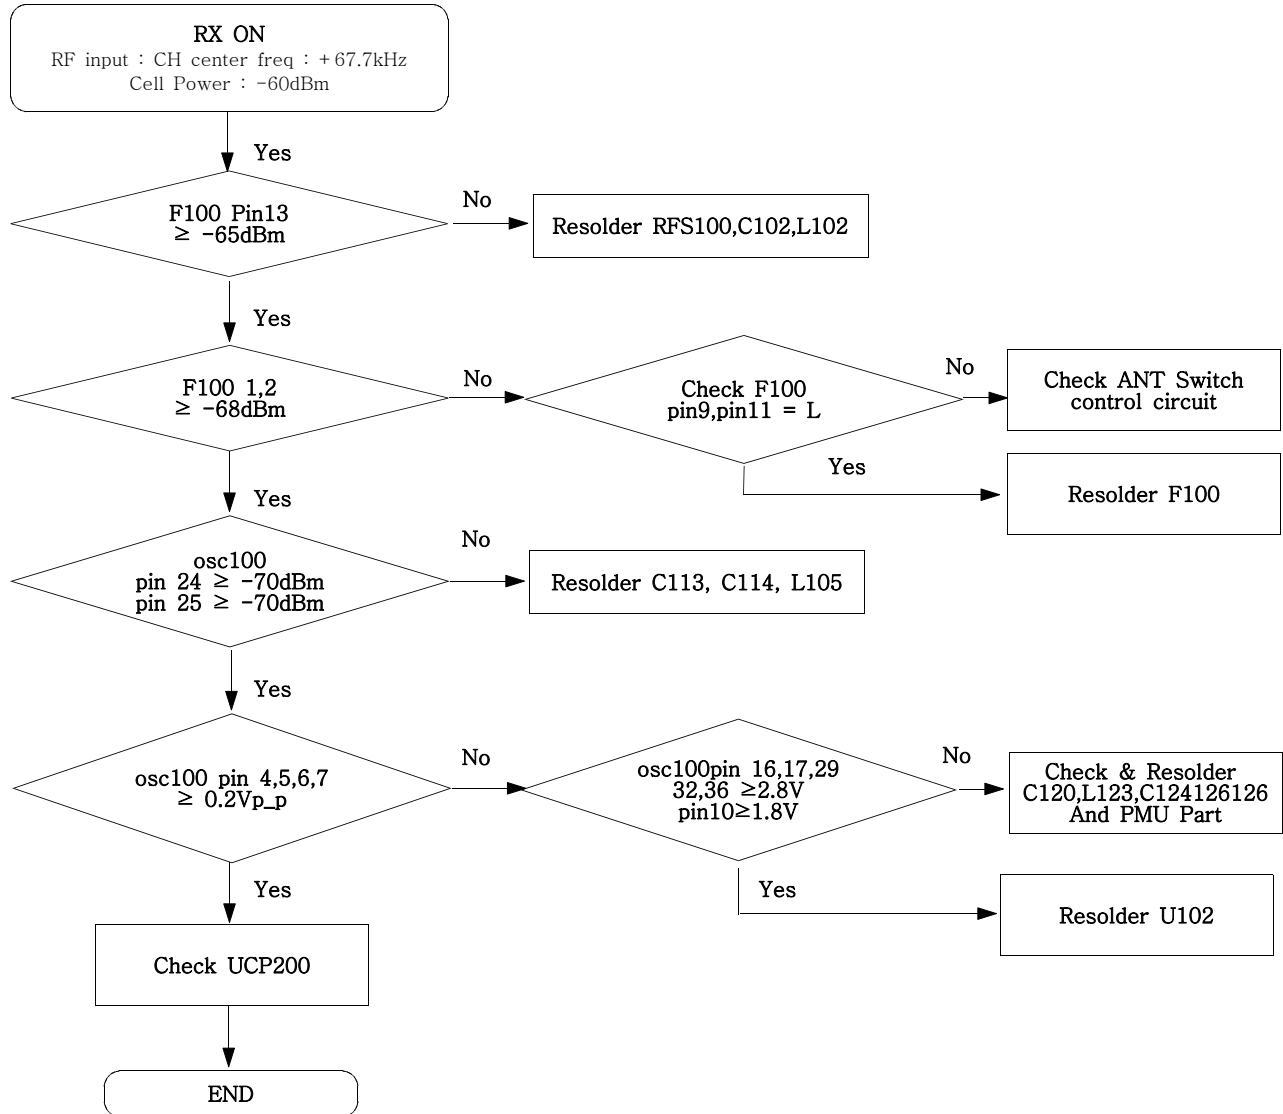 RX ON
RF input : CH center freq : +67.7kHz
Cell Power : -60dBm
Yes
F100 Pin13
≥ -65dBm
No
Resolder RFS100,C102,L102
Yes
F100 1,2
≥ -68dBm
No
Check F100
pin9,pin11 = L
No
Check ANT Switch
control circuit
Yes
Resolder F100
Yes
osc100
pin 24 ≥ -70dBm
pin 25 ≥ -70dBm
No
Resolder C113, C114, L105
Yes
osc100 pin 4,5,6,7
≥ 0.2Vp_p
No
osc100pin 16,17,29
32,36 ≥2.8V
pin10≥1.8V
No
Check & Resolder
C120,L123,C124126126
And PMU Part
Yes
Resolder U102
Yes
Check UCP200
END